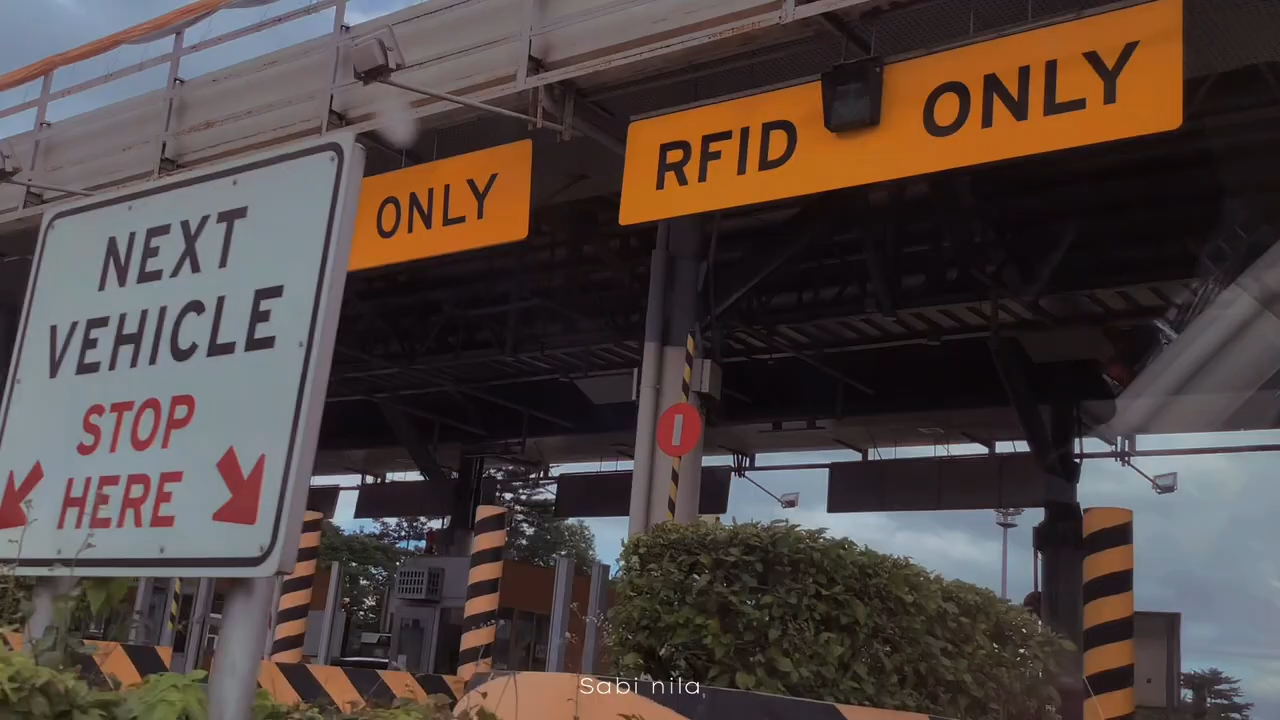 NEXT
VEHICLE
STOP
HERE
ONLY
RFID ONLY
Sabi nila